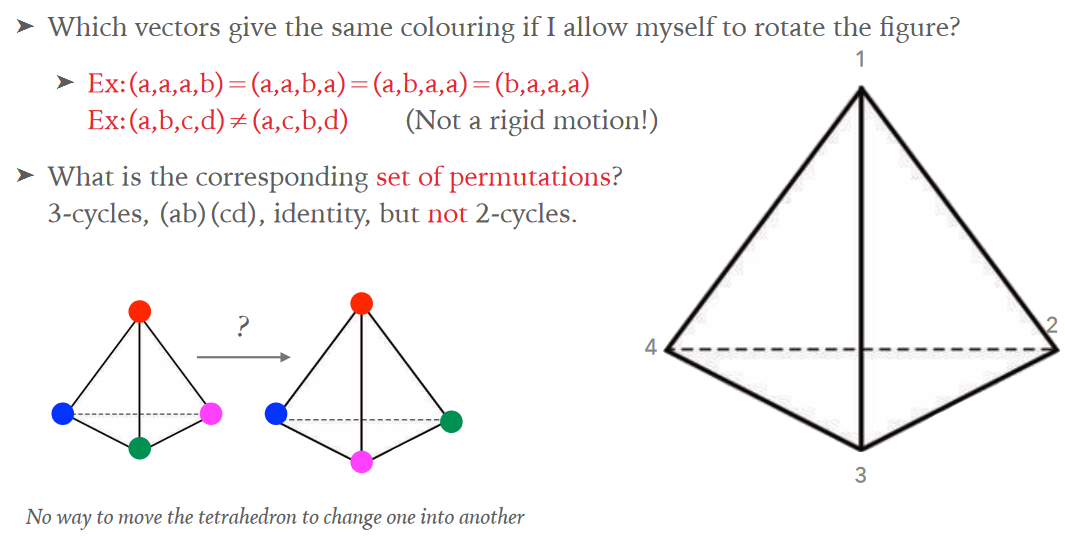 ➤ Which vectors give the same colouring if I allow myself to rotate the figure?
➤ Ex:(a,a,a,b)=(a,a,b,a)=(a,b,a,a)=(b,a,a,a)
Ex:(a,b,c,d)≠(a,c,b,d) (Not a rigid motion!)
➤ What is the corresponding set of permutations?
3-cycles, (ab)(cd), identity, but not 2-cycles.
?
No way to move the tetrahedron to change one into another
1
2
4
3